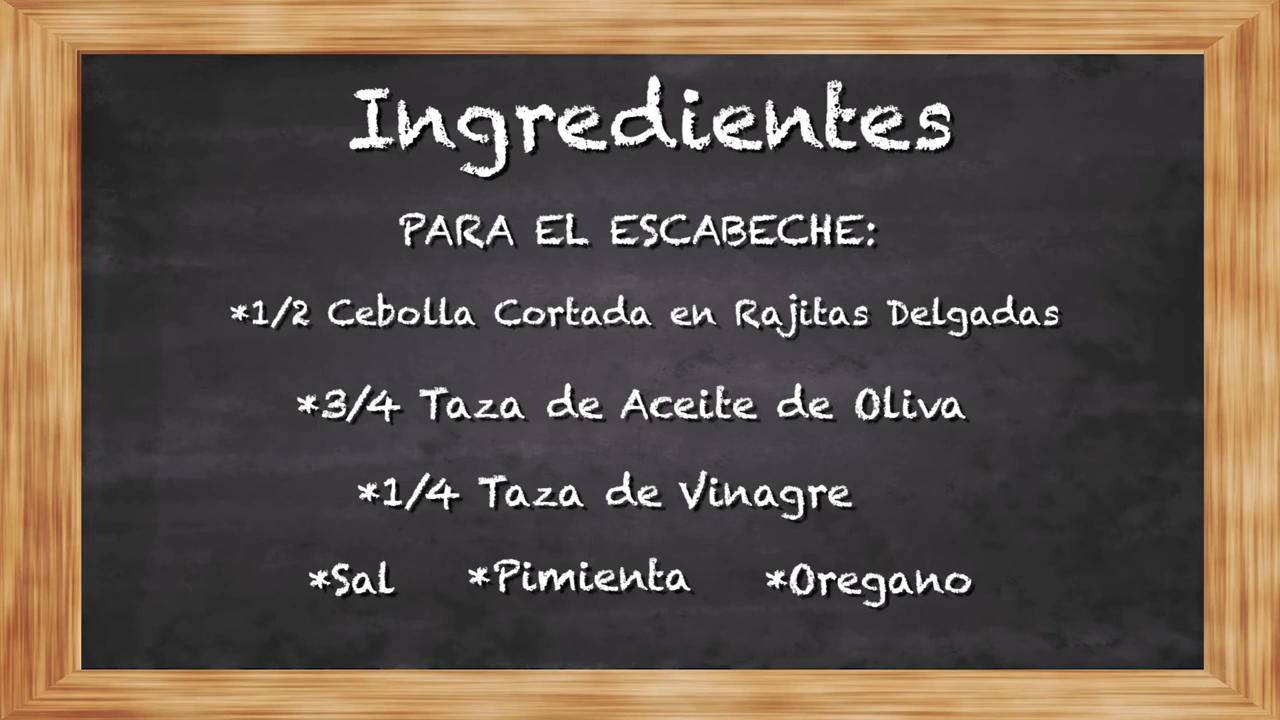 Ingredientes
PARA EL ESCABECHE:
*1/2 Cebolla Cortada en Rajitas Delgadas
*3/4 Taza de Aceite de Oliva
*1/4 Taza de Vinagre
*Sal *Pimienta *Oregano